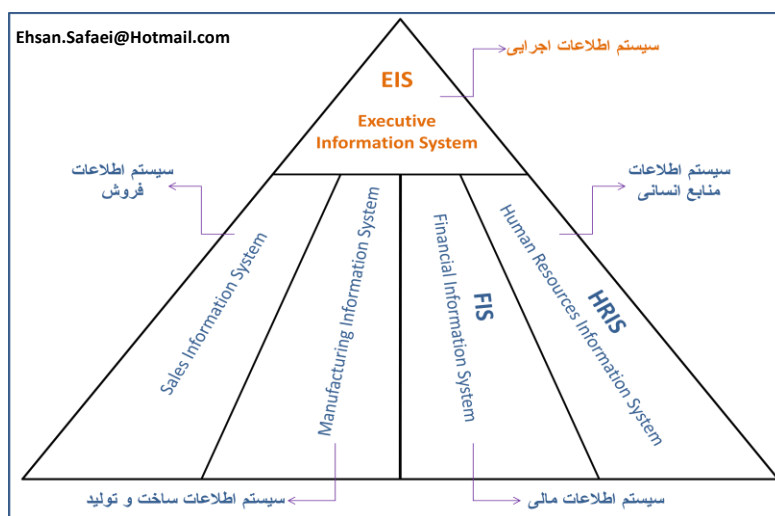 Ehsan.Safaei@Hotmail.com
سیستم اطلاعات اجرایی
EIS
Executive
Information System
سیستم اطلاعات
فروش
سیستم اطلاعات
منابع انسانی
Sales Information System
Manufacturing Information System
FIS
Financial Information System
HRIS
Human Resources Information System
سیستم اطلاعات ساخت و تولید
سیستم اطلاعات مالی